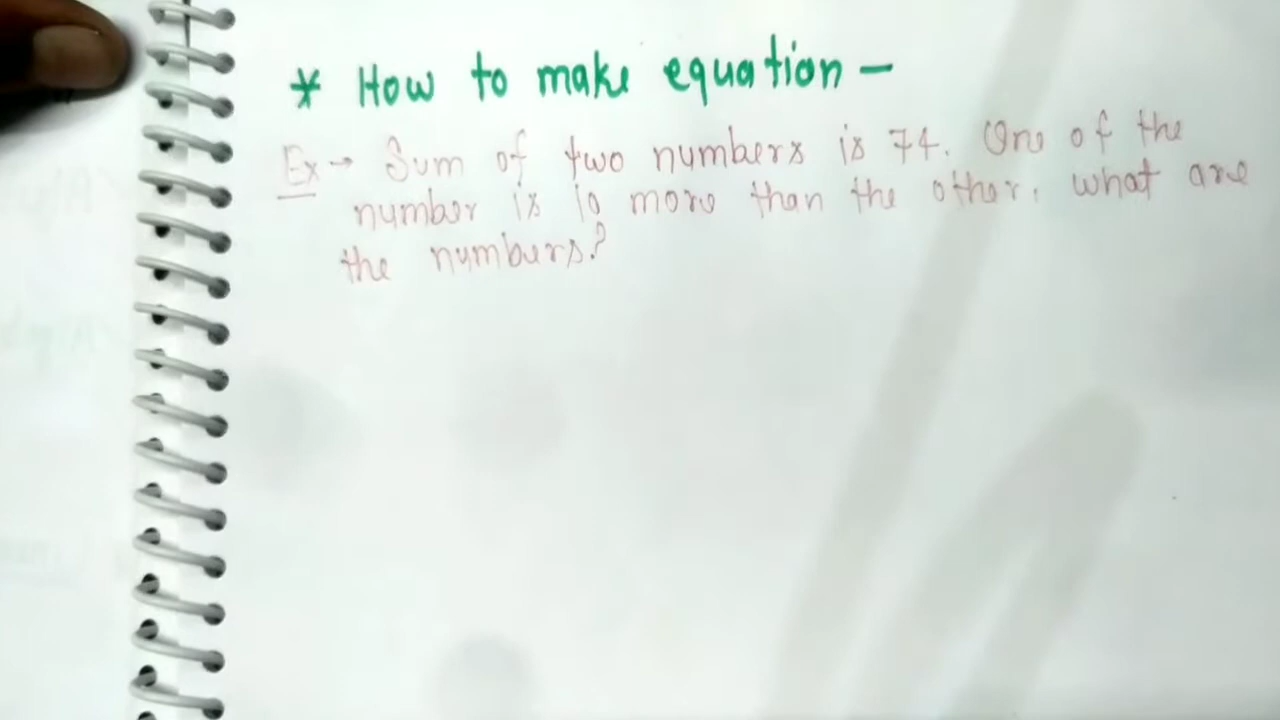 * How to make equation -
Ex → Sum of two numbers is 74. One of the
number is 10 more than the other. what are
the numbers?